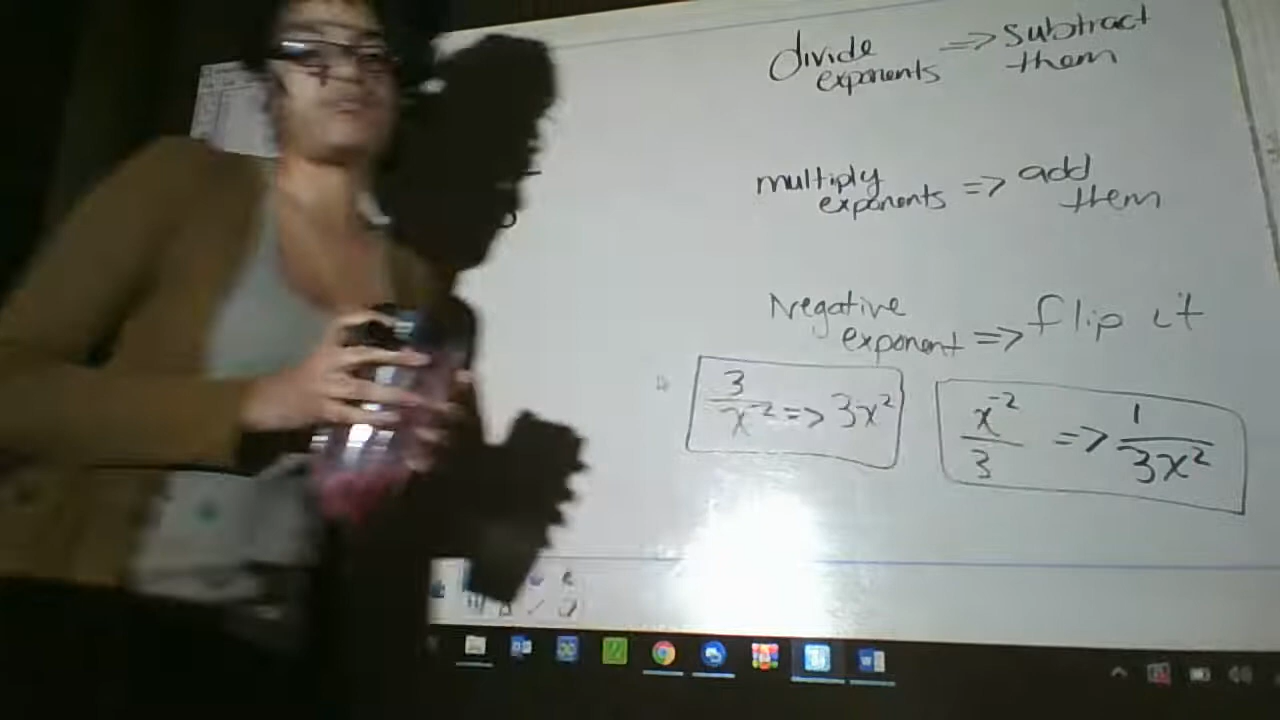 divide exponents => subtract them
multiply exponents => add them
Negative exponent => flip it
3/x⁻² => 3x²
x⁻²/3 => 1/3x²